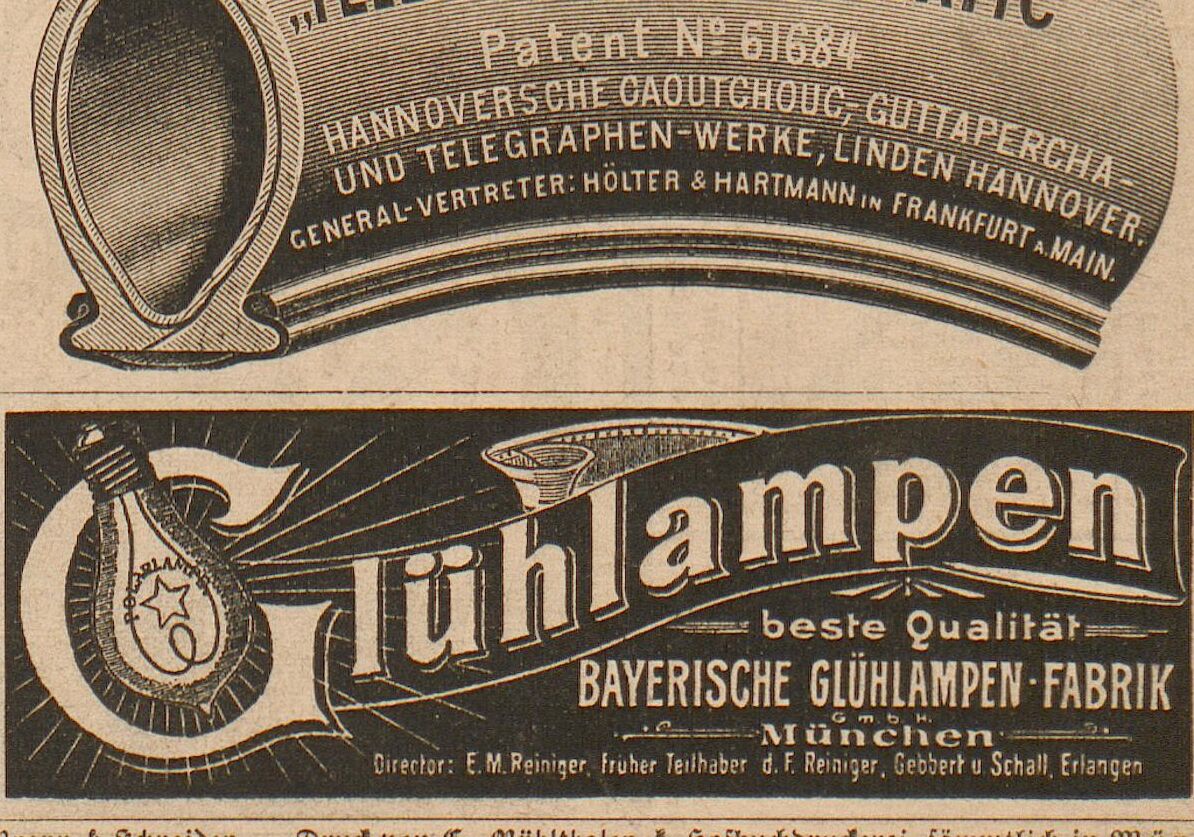 Patent Nº 61684
HANNOVERSCHE CAOUTCHOUC, GUTTAPERCHA
UND TELEGRAPHEN-WERKE, LINDEN HANNOVER.
GENERAL-VERTRETER: HÖLTER & HARTMANN IN FRANKFURT A. MAIN.
POLARLAMPE
Glühlampen
beste Qualität
BAYERISCHE GLÜHLAMPEN-FABRIK
G m b H.
München
Director: E. M. Reiniger, früher Teilhaber d. F. Reiniger, Gebbert u Schall, Erlangen